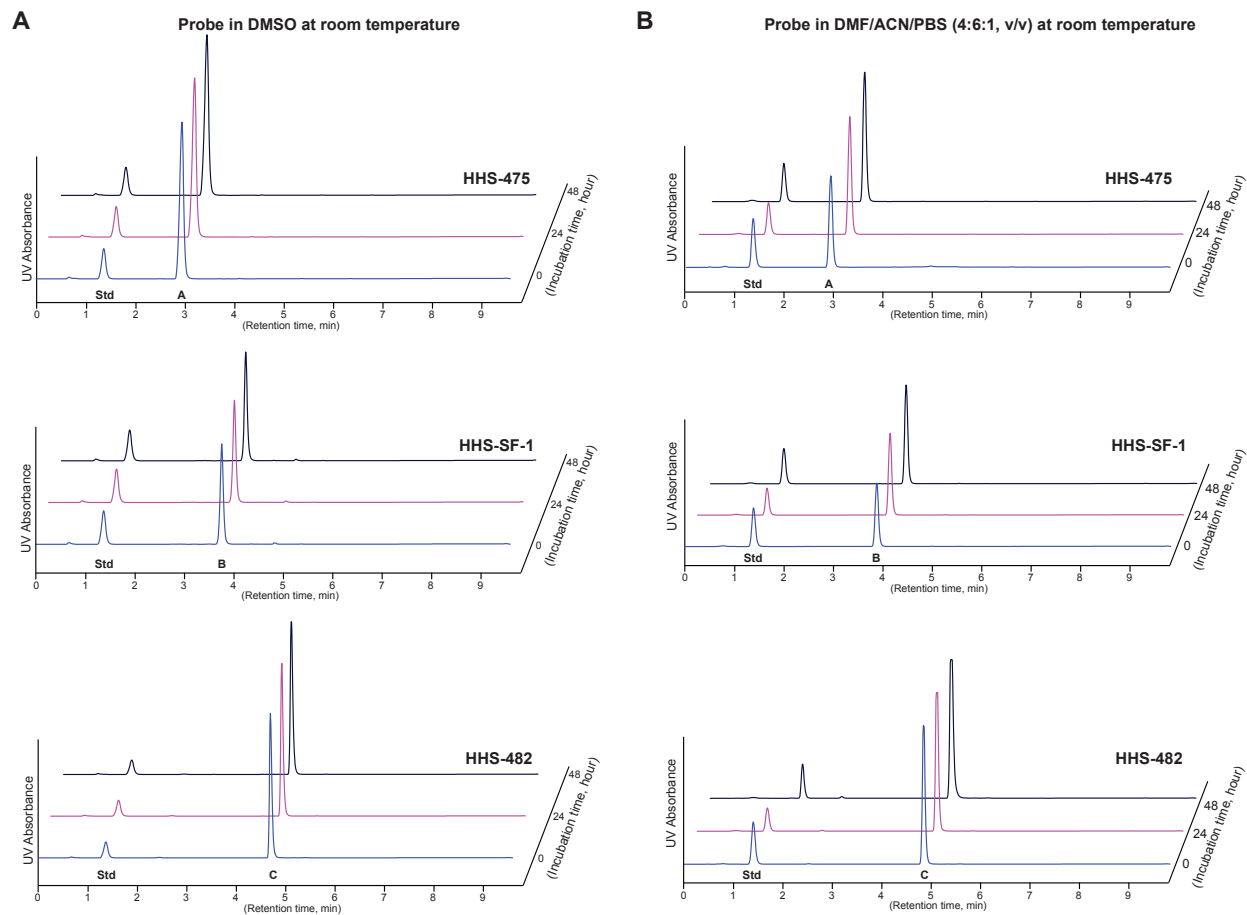 A
Probe in DMSO at room temperature
UV Absorbance
HHS-475
48
24
0
(Incubation time, hour)
Std
A
0 1 2 3 4 5 6 7 8 9
(Retention time, min)
UV Absorbance
HHS-SF-1
48
24
0
(Incubation time, hour)
Std
B
0 1 2 3 4 5 6 7 8 9
(Retention time, min)
UV Absorbance
HHS-482
48
24
0
(Incubation time, hour)
Std
C
0 1 2 3 4 5 6 7 8 9
(Retention time, min)
B
Probe in DMF/ACN/PBS (4:6:1, v/v) at room temperature
UV Absorbance
HHS-475
48
24
0
(Incubation time, hour)
Std
A
0 1 2 3 4 5 6 7 8 9
(Retention time, min)
UV Absorbance
HHS-SF-1
48
24
0
(Incubation time, hour)
Std
B
0 1 2 3 4 5 6 7 8 9
(Retention time, min)
UV Absorbance
HHS-482
48
24
0
(Incubation time, hour)
Std
C
0 1 2 3 4 5 6 7 8 9
(Retention time, min)